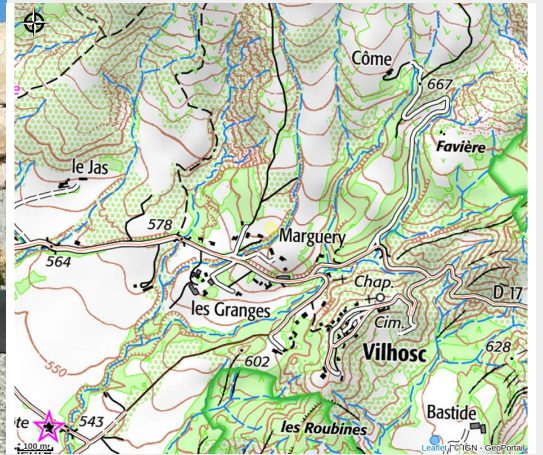 Côme
667
Favière
le Jas
578
Marguery
564
Chap.
D 17
les Granges
Cim.
Vilhosc
628
550
602
Bastide
543
les Roubines
100 m
Leaflet | © IGN - GeoPortail